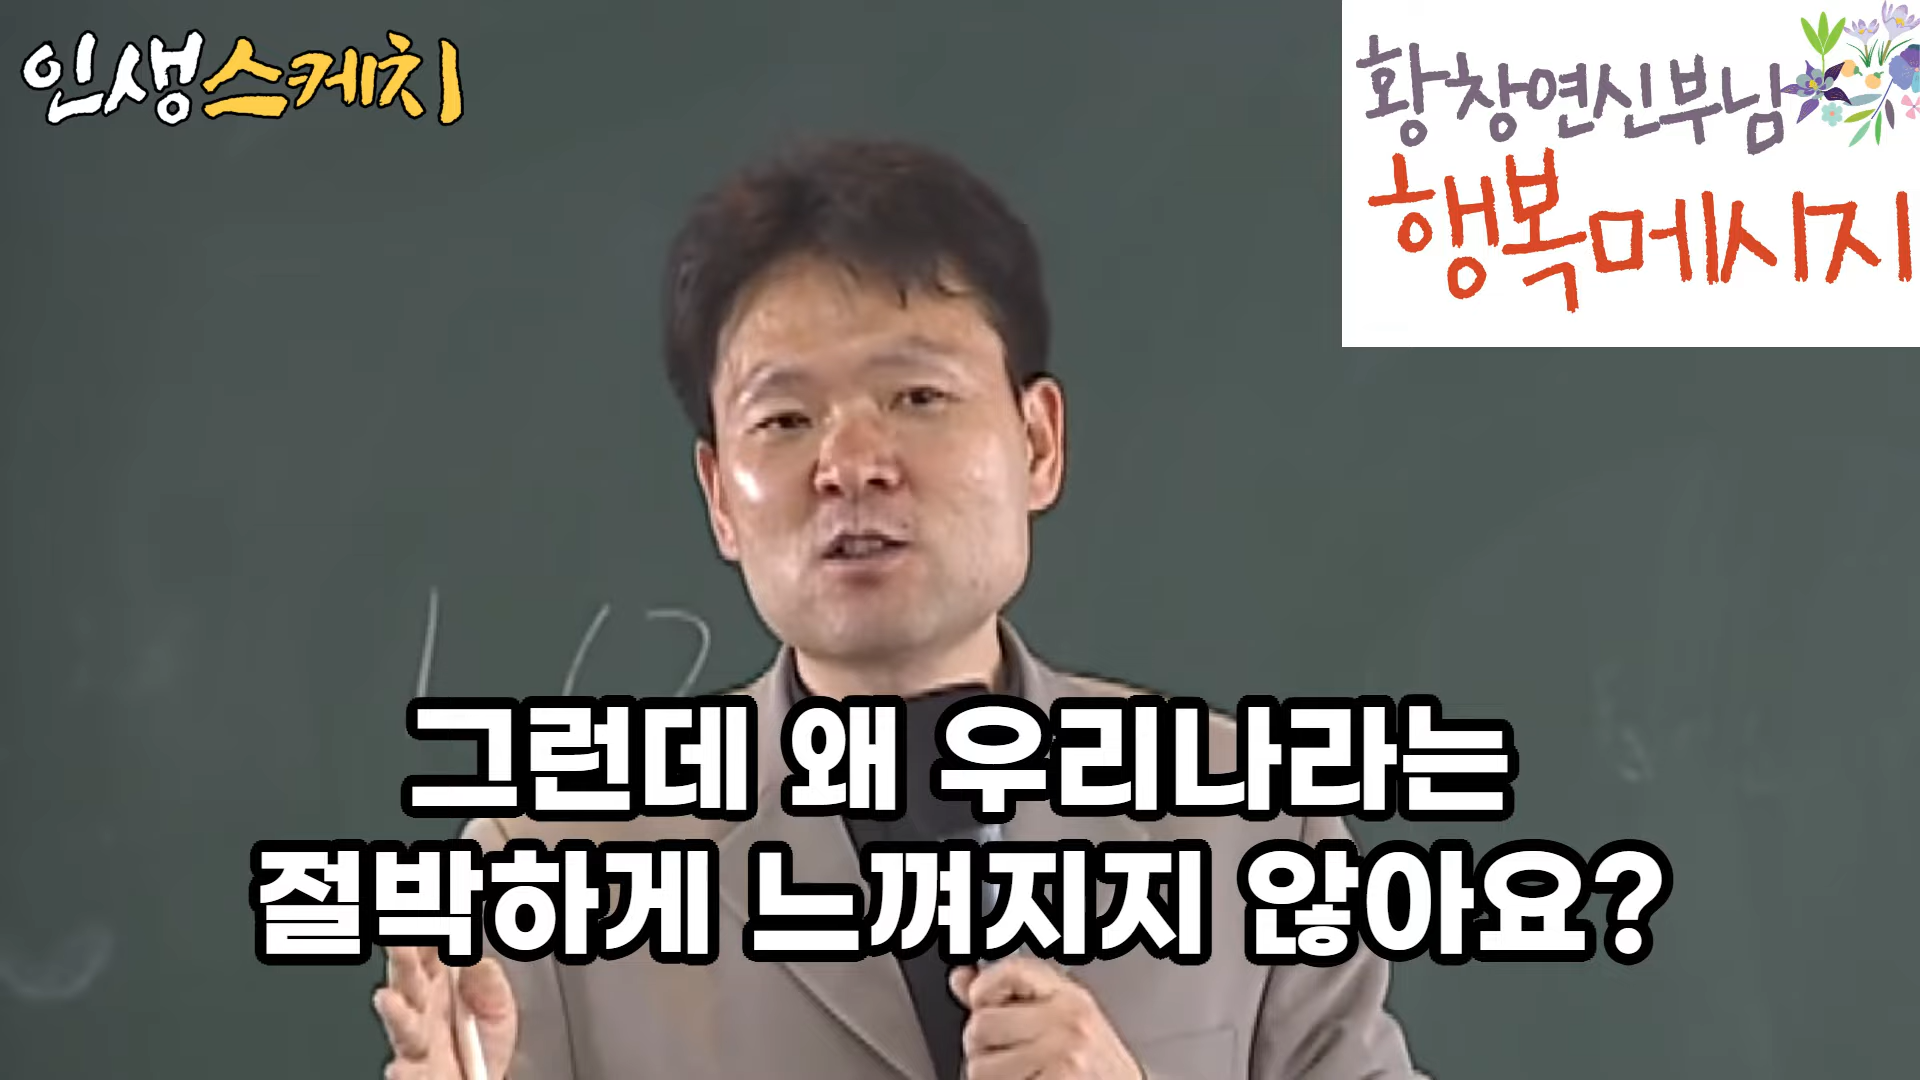 인생스케치
황창연신부님
행복메시지
그런데 왜 우리나라는
절박하게 느껴지지 않아요?